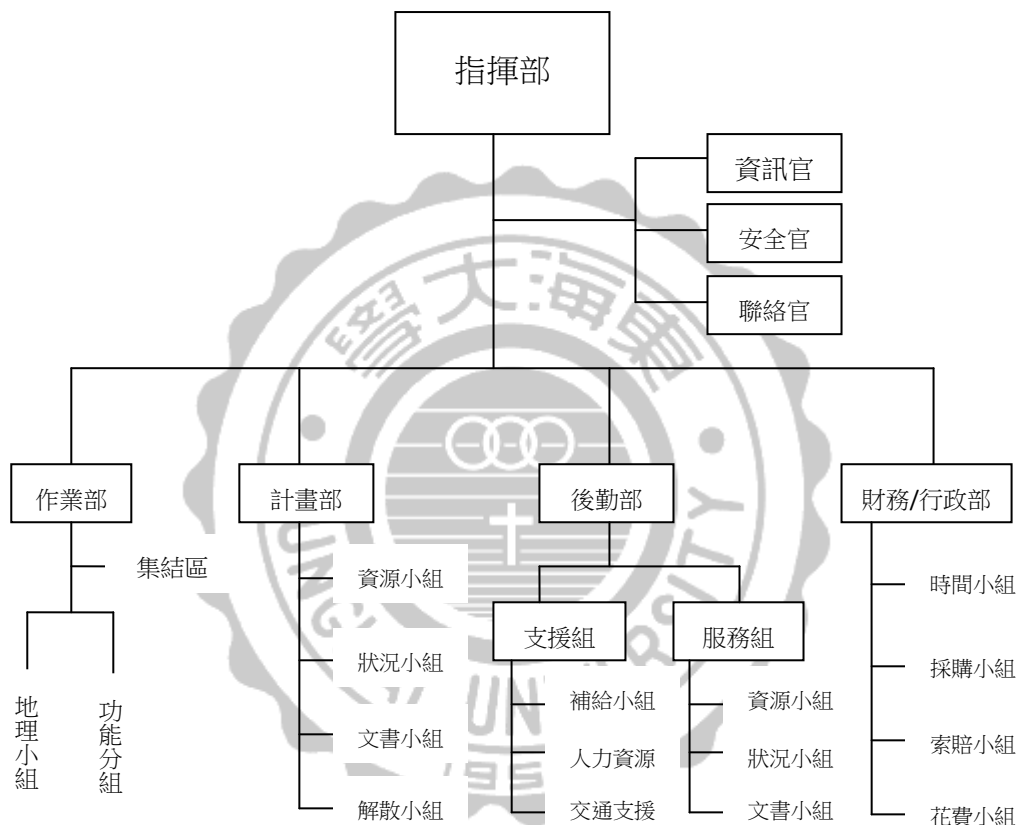 指揮部
資訊官
安全官
聯絡官
作業部
計畫部
後勤部
財務/行政部
集結區
地理小組
功能分組
資源小組
狀況小組
文書小組
解散小組
支援組
服務組
補給小組
人力資源
交通支援
資源小組
狀況小組
文書小組
時間小組
採購小組
索賠小組
花費小組
學大海東